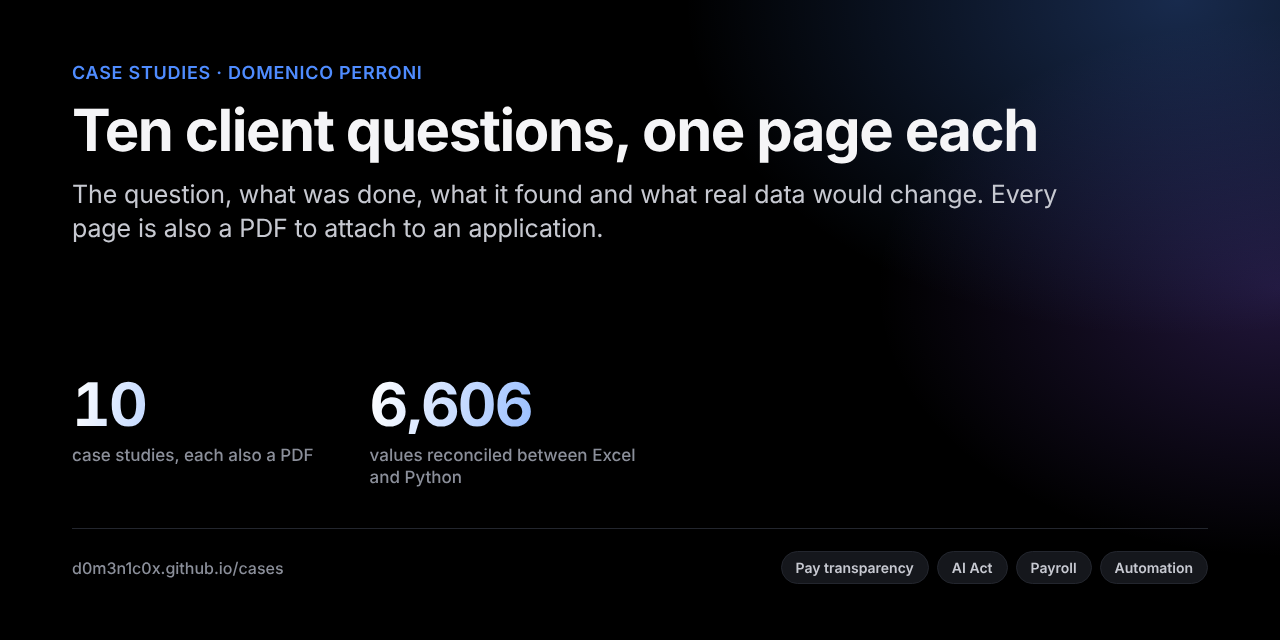 CASE STUDIES · DOMENICO PERRONI
Ten client questions, one page each
The question, what was done, what it found and what real data would change. Every
page is also a PDF to attach to an application.
10
case studies, each also a PDF
6,606
values reconciled between Excel
and Python
d0m3n1c0x.github.io/cases
Pay transparency
AI Act
Payroll
Automation